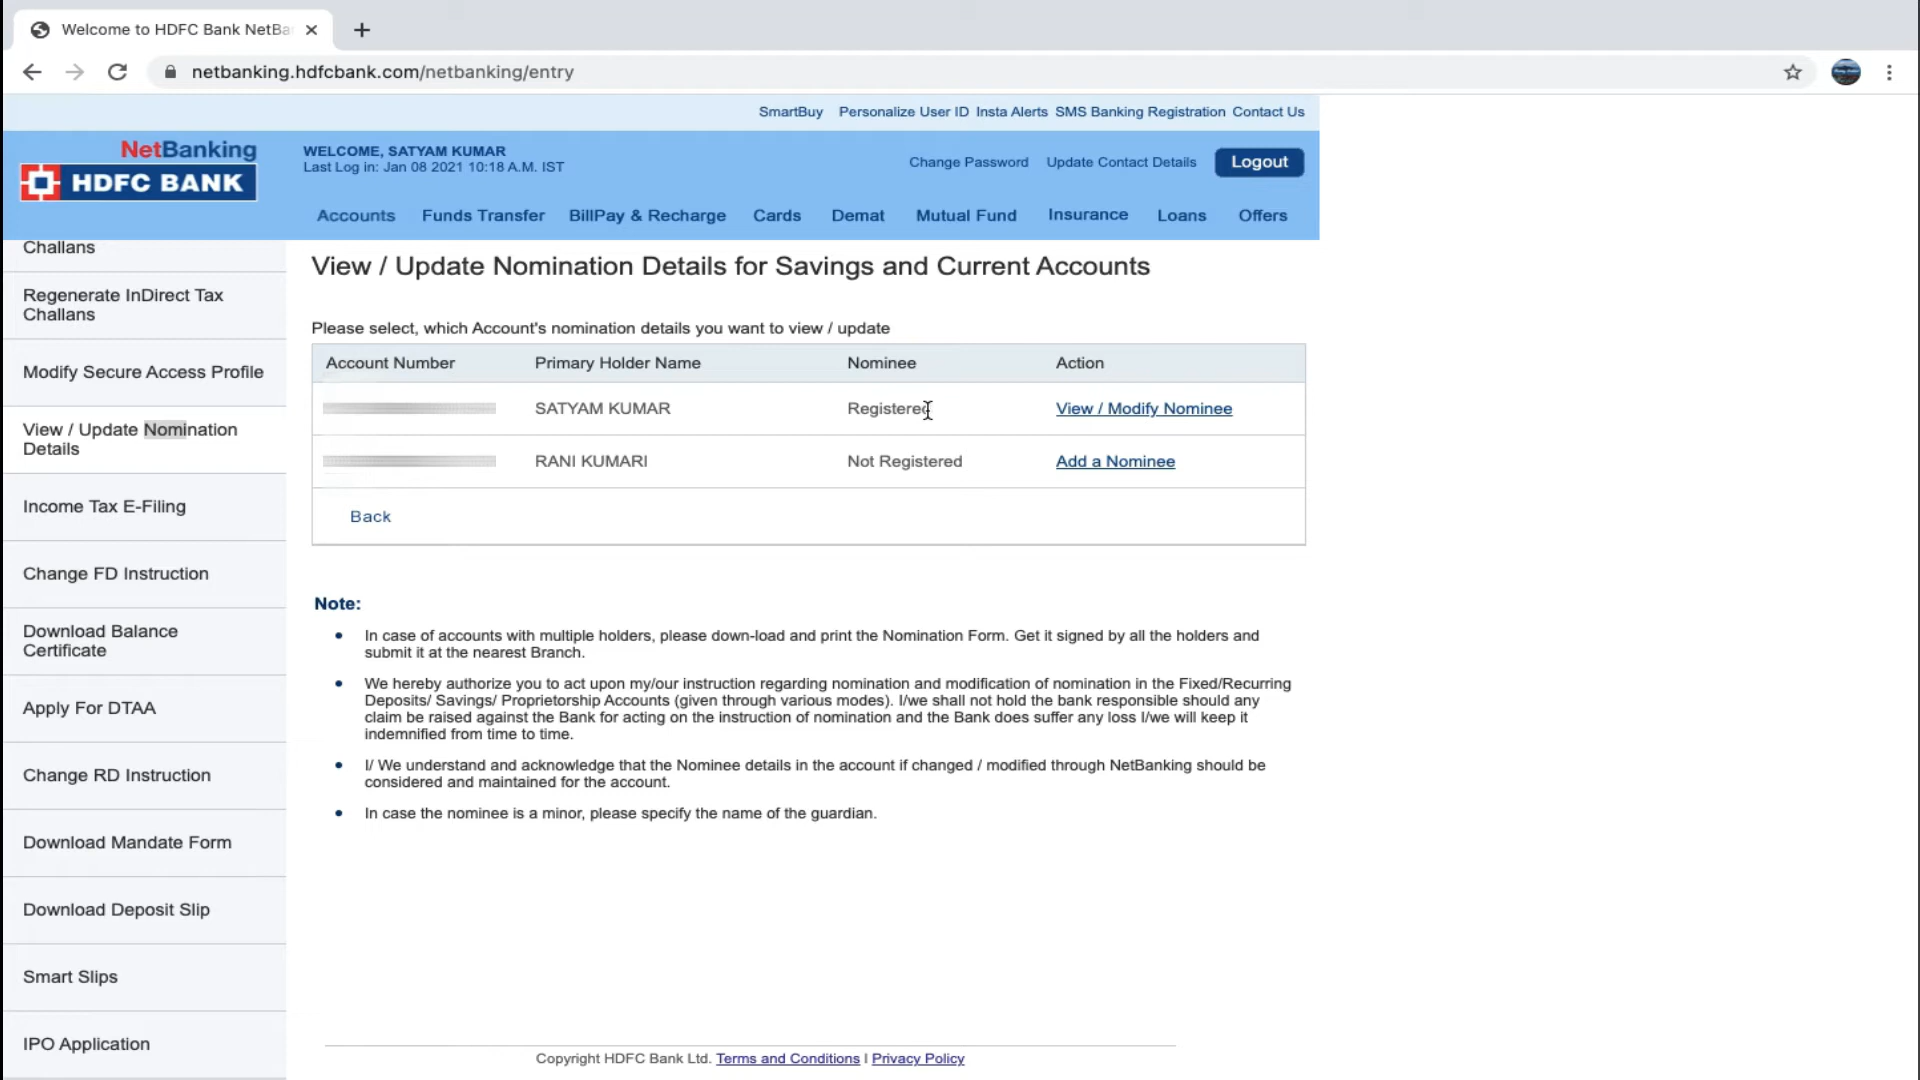 Welcome to HDFC Bank NetBa
netbanking.hdfcbank.com/netbanking/entry
SmartBuy Personalize User ID Insta Alerts SMS Banking Registration Contact Us
NetBanking
HDFC BANK
WELCOME, SATYAM KUMAR
Last Log in: Jan 08 2021 10:18 A.M. IST
Change Password Update Contact Details Logout
Accounts Funds Transfer BillPay & Recharge Cards Demat Mutual Fund Insurance Loans Offers
Challans
Regenerate InDirect Tax
Challans
Modify Secure Access Profile
View / Update Nomination
Details
Income Tax E-Filing
Change FD Instruction
Download Balance
Certificate
Apply For DTAA
Change RD Instruction
Download Mandate Form
Download Deposit Slip
Smart Slips
IPO Application
View / Update Nomination Details for Savings and Current Accounts
Please select, which Account's nomination details you want to view / update
Account Number Primary Holder Name Nominee Action
SATYAM KUMAR Registered View / Modify Nominee
RANI KUMARI Not Registered Add a Nominee
Back
Note:
In case of accounts with multiple holders, please down-load and print the Nomination Form. Get it signed by all the holders and
submit it at the nearest Branch.
We hereby authorize you to act upon my/our instruction regarding nomination and modification of nomination in the Fixed/Recurring
Deposits/ Savings/ Proprietorship Accounts (given through various modes). I/we shall not hold the bank responsible should any
claim be raised against the Bank for acting on the instruction of nomination and the Bank does suffer any loss I/we will keep it
indemnified from time to time.
I/ We understand and acknowledge that the Nominee details in the account if changed / modified through NetBanking should be
considered and maintained for the account.
In case the nominee is a minor, please specify the name of the guardian.
Copyright HDFC Bank Ltd. Terms and Conditions I Privacy Policy